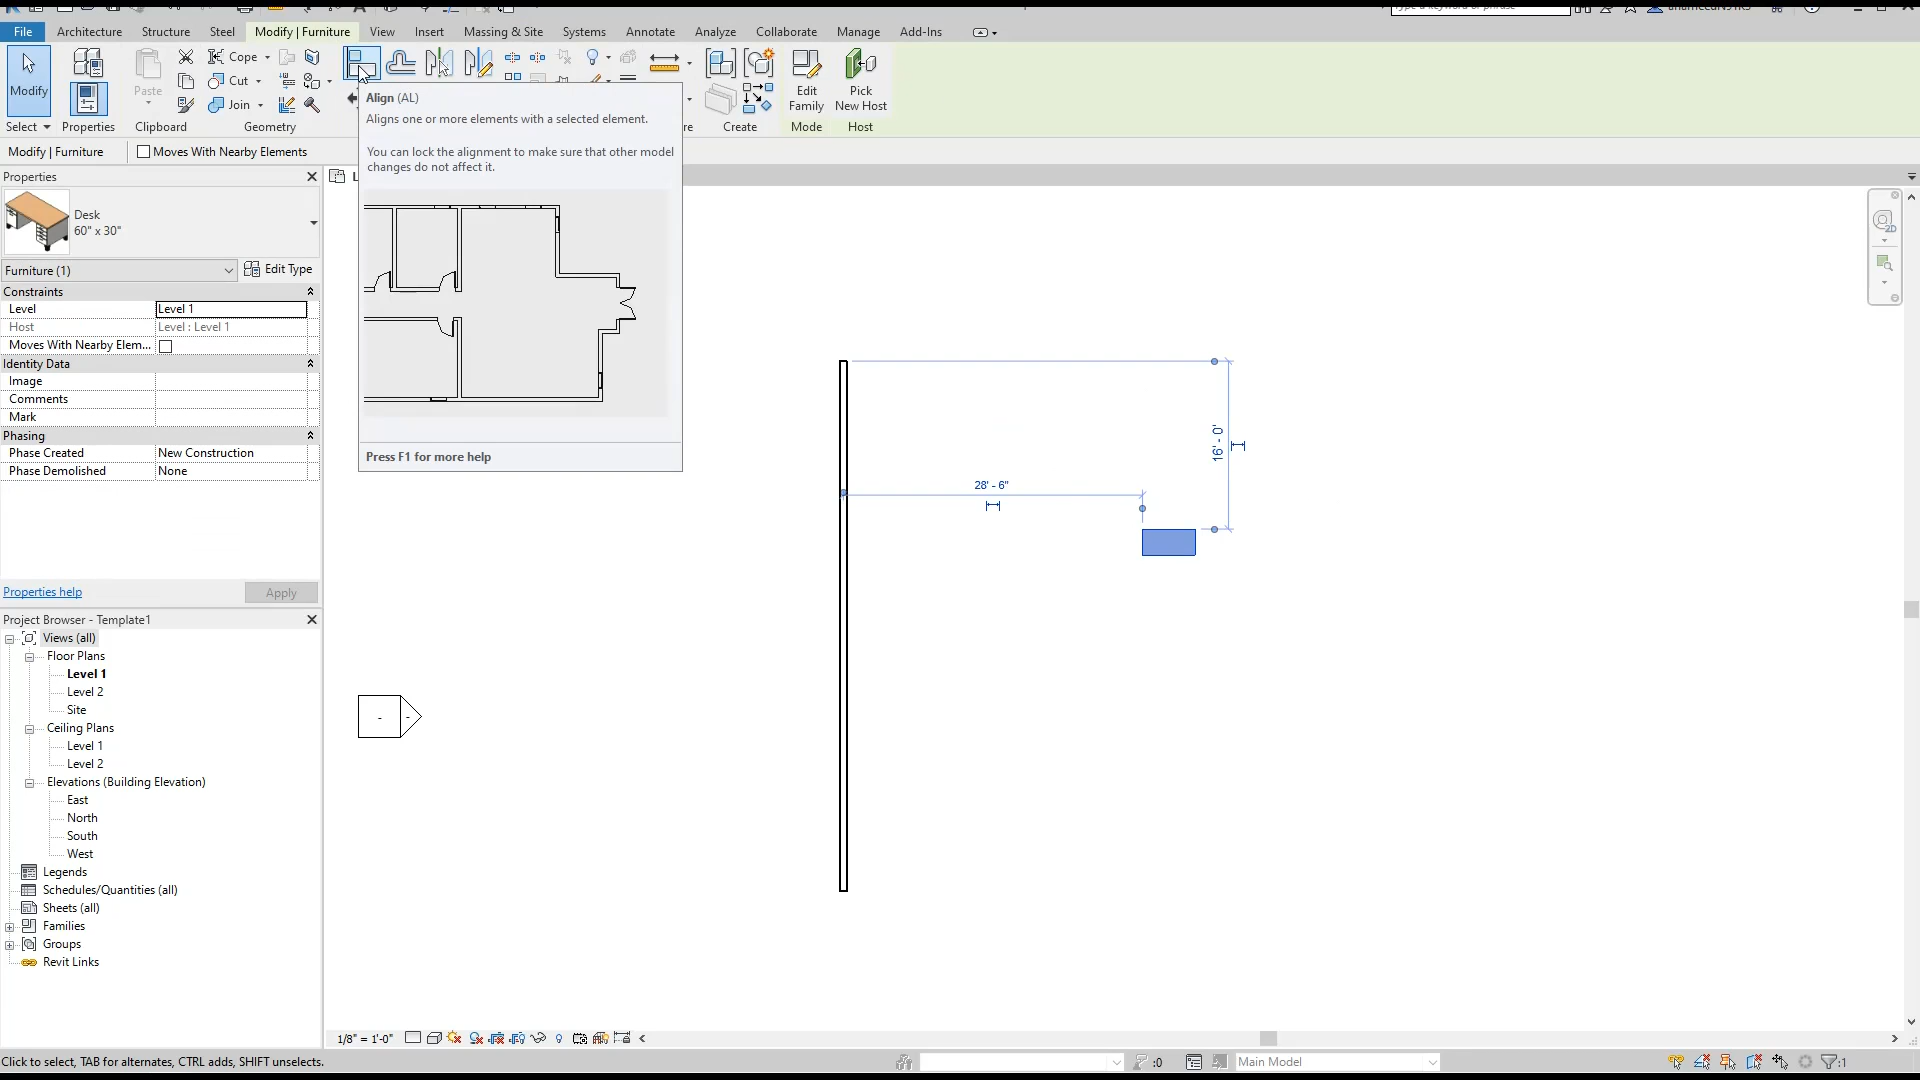 File Architecture Structure Steel Modify | Furniture View Insert Massing & Site Systems Annotate Analyze Collaborate Manage Add-Ins
Modify
Paste
Cope
Cut
Join
Edit Family
Pick New Host
Select Properties Clipboard Geometry Create Mode Host
Modify | Furniture Moves With Nearby Elements
Align (AL)
Aligns one or more elements with a selected element.
You can lock the alignment to make sure that other model
changes do not affect it.
Press F1 for more help
Properties
Desk
60" x 30"
Furniture (1) Edit Type
Constraints
Level Level 1
Host Level : Level 1
Moves With Nearby Elem...
Identity Data
Image
Comments
Mark
Phasing
Phase Created New Construction
Phase Demolished None
Properties help Apply
Project Browser - Template1
Views (all)
Floor Plans
Level 1
Level 2
Site
Ceiling Plans
Level 1
Level 2
Elevations (Building Elevation)
East
North
South
West
Legends
Schedules/Quantities (all)
Sheets (all)
Families
Groups
Revit Links
2D
16' - 0"
28' - 6"
1/8" = 1'-0"
Click to select, TAB for alternates, CTRL adds, SHIFT unselects.
:0
Main Model
:1